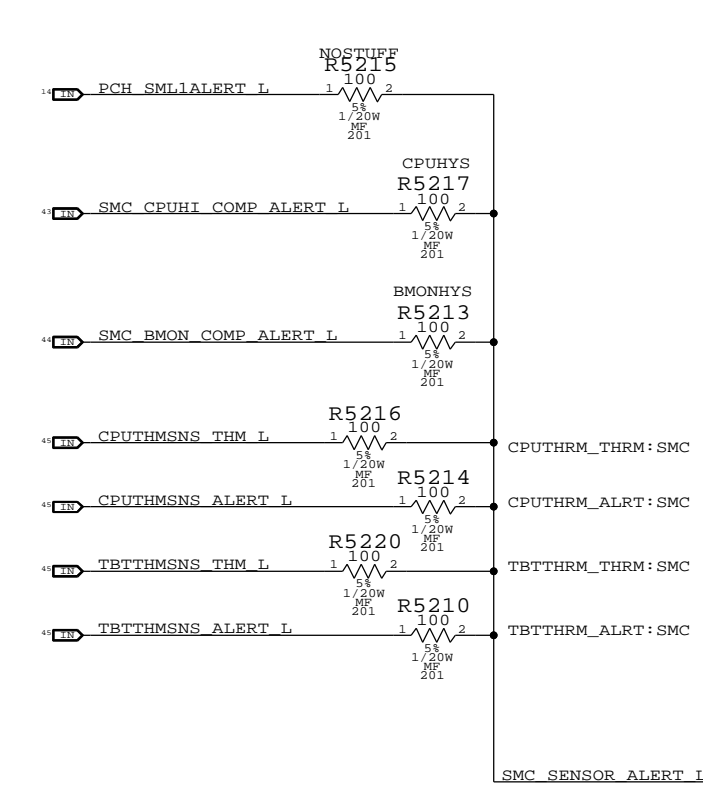 NOSTUFF
R5215
100
14 IN PCH_SML1ALERT_L 1 2
5%
1/20W
MF
201
CPUHYS
R5217
100
43 IN SMC_CPUHI_COMP_ALERT_L 1 2
5%
1/20W
MF
201
BMONHYS
R5213
100
44 IN SMC_BMON_COMP_ALERT_L 1 2
5%
1/20W
MF
201
R5216
100
45 IN CPUTHMSNS_THM_L 1 2
CPUTHRM_THRM:SMC
5%
1/20W
MF
201
R5214
100
45 IN CPUTHMSNS_ALERT_L 1 2
CPUTHRM_ALRT:SMC
5%
1/20W
MF
201
R5220
100
45 IN TBTTHMSNS_THM_L 1 2
TBTTHRM_THRM:SMC
5%
1/20W
MF
201
R5210
100
45 IN TBTTHMSNS_ALERT_L 1 2
TBTTHRM_ALRT:SMC
5%
1/20W
MF
201
SMC_SENSOR_ALERT_L